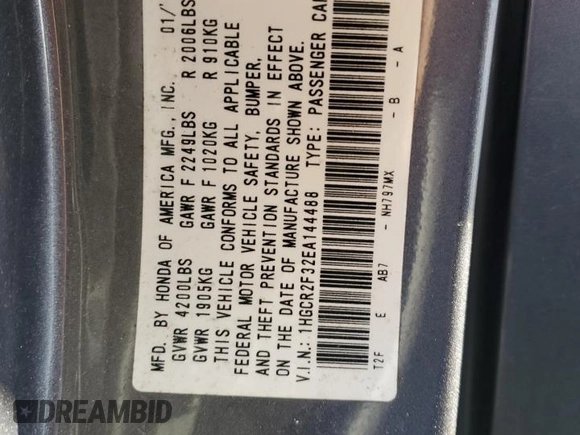 MFD. BY HONDA OF AMERICA MFG., INC. 01/
GVWR 4200LBS GAWR F 2249LBS R 2006LBS
GVWR 1905KG GAWR F 1020KG R 910KG
THIS VEHICLE CONFORMS TO ALL APPLICABLE
FEDERAL MOTOR VEHICLE SAFETY, BUMPER,
AND THEFT PREVENTION STANDARDS IN EFFECT
ON THE DATE OF MANUFACTURE SHOWN ABOVE.
V.I.N.: 1HGCR2F32EA144488 TYPE: PASSENGER CAR
T2F E AB7 - NH797MX - B - A
DREAMBID